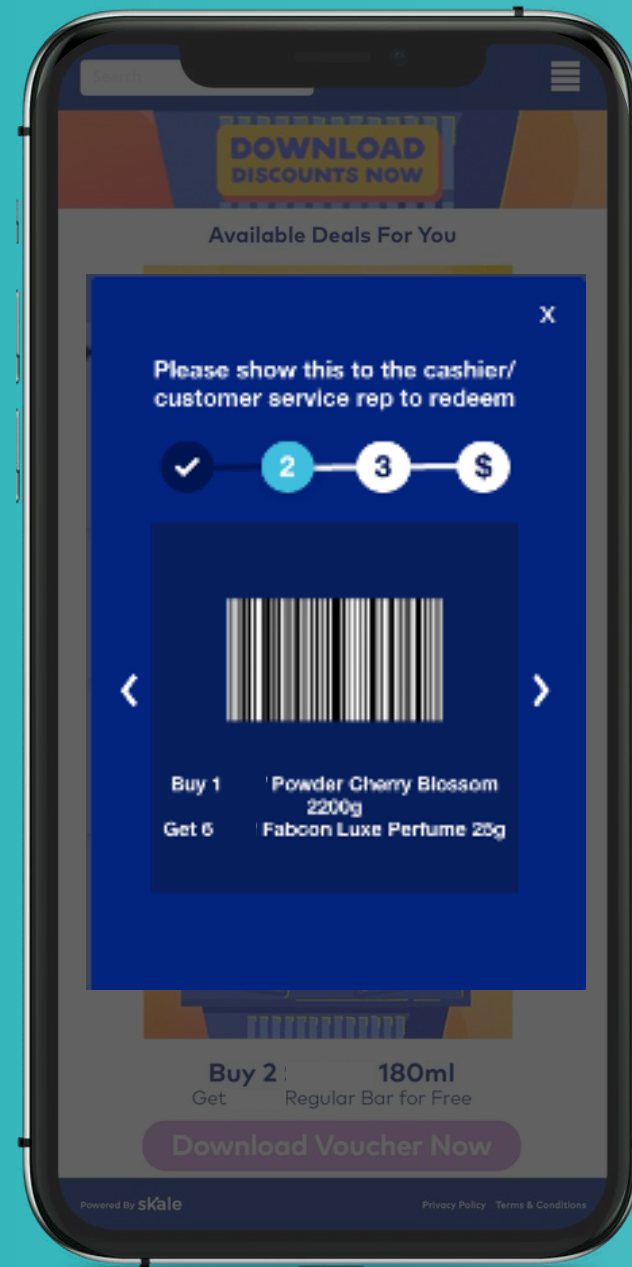 Search
DOWNLOAD
DISCOUNTS NOW
Available Deals For You
X
Please show this to the cashier/
customer service rep to redeem
2 3 $
Buy 1 Powder Cherry Blossom
2200g
Get 6 Fabcon Luxe Perfume 25g
Buy 2 180ml
Get Regular Bar for Free
Download Voucher Now
Powered By skale Privacy Policy Terms & Conditions